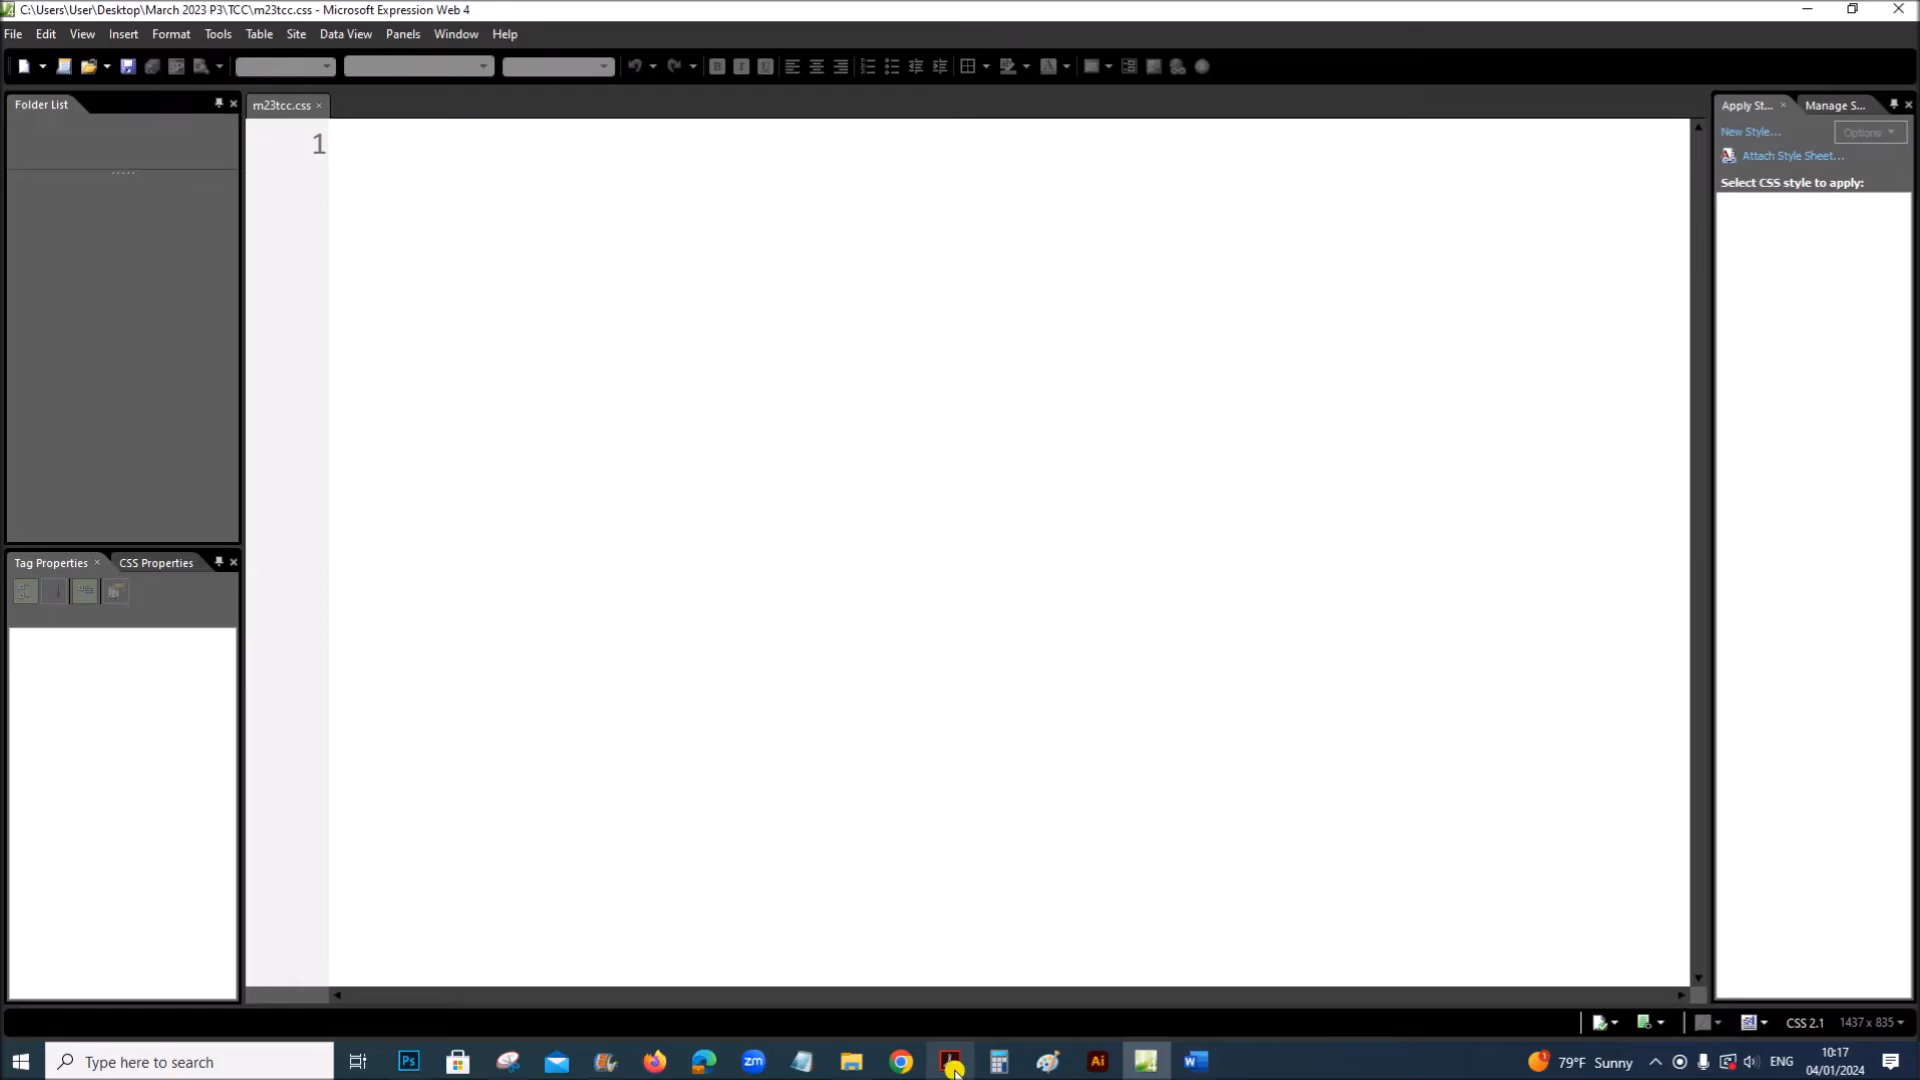 C:\Users\User\Desktop\March 2023 P3\TCC\m23tcc.css - Microsoft Expression Web 4
File Edit View Insert Format Tools Table Site Data View Panels Window Help
Folder List
m23tcc.css
Apply St... Manage S...
New Style... Options
Attach Style Sheet...
Select CSS style to apply:
1
Tag Properties CSS Properties
CSS 2.1 1437 x 835
Type here to search
Ps
zm
Ai
79°F Sunny
ENG
10:17
04/01/2024